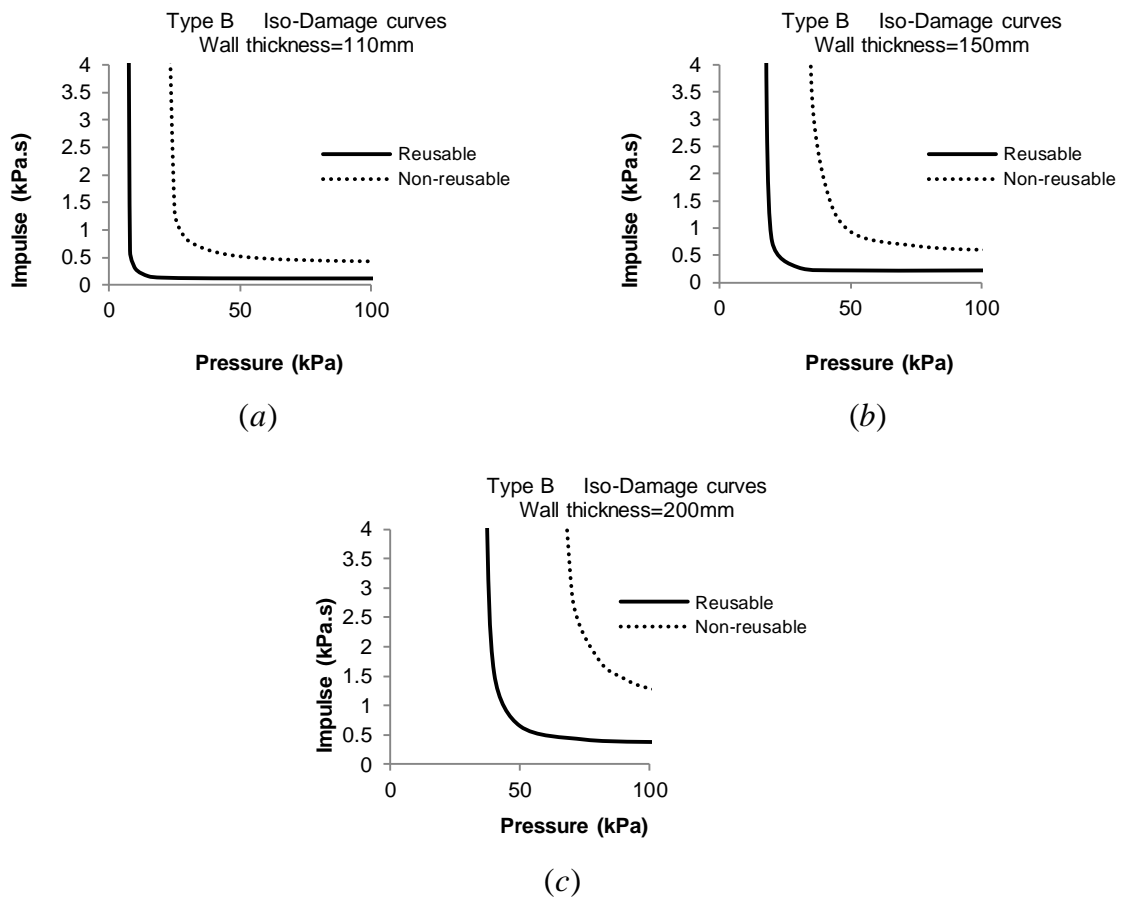 Type B Iso-Damage curves
Wall thickness=110mm
4
3.5
3
2.5
2
1.5
1
0.5
0
Impulse (kPa.s)
Reusable
Non-reusable
0 50 100
Pressure (kPa)
(a)
Type B Iso-Damage curves
Wall thickness=150mm
4
3.5
3
2.5
2
1.5
1
0.5
0
Impulse (kPa.s)
Reusable
Non-reusable
0 50 100
Pressure (kPa)
(b)
Type B Iso-Damage curves
Wall thickness=200mm
4
3.5
3
2.5
2
1.5
1
0.5
0
Impulse (kPa.s)
Reusable
Non-reusable
0 50 100
Pressure (kPa)
(c)